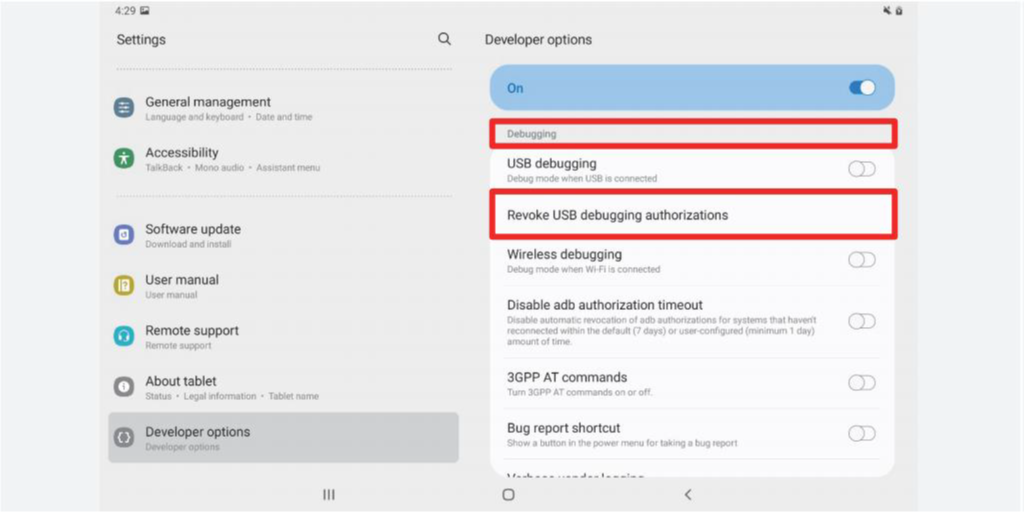 4:29
Settings
General management
Language and keyboard • Date and time
Accessibility
TalkBack • Mono audio • Assistant menu
Software update
Download and install
User manual
User manual
Remote support
Remote support
About tablet
Status • Legal information • Tablet name
Developer options
Developer options
Developer options
On
Debugging
USB debugging
Debug mode when USB is connected
Revoke USB debugging authorizations
Wireless debugging
Debug mode when Wi-Fi is connected
Disable adb authorization timeout
Disable automatic revocation of adb authorizations for systems that haven't
reconnected within the default (7 days) or user-configured (minimum 1 day)
amount of time.
3GPP AT commands
Turn 3GPP AT commands on or off.
Bug report shortcut
Show a button in the power menu for taking a bug report